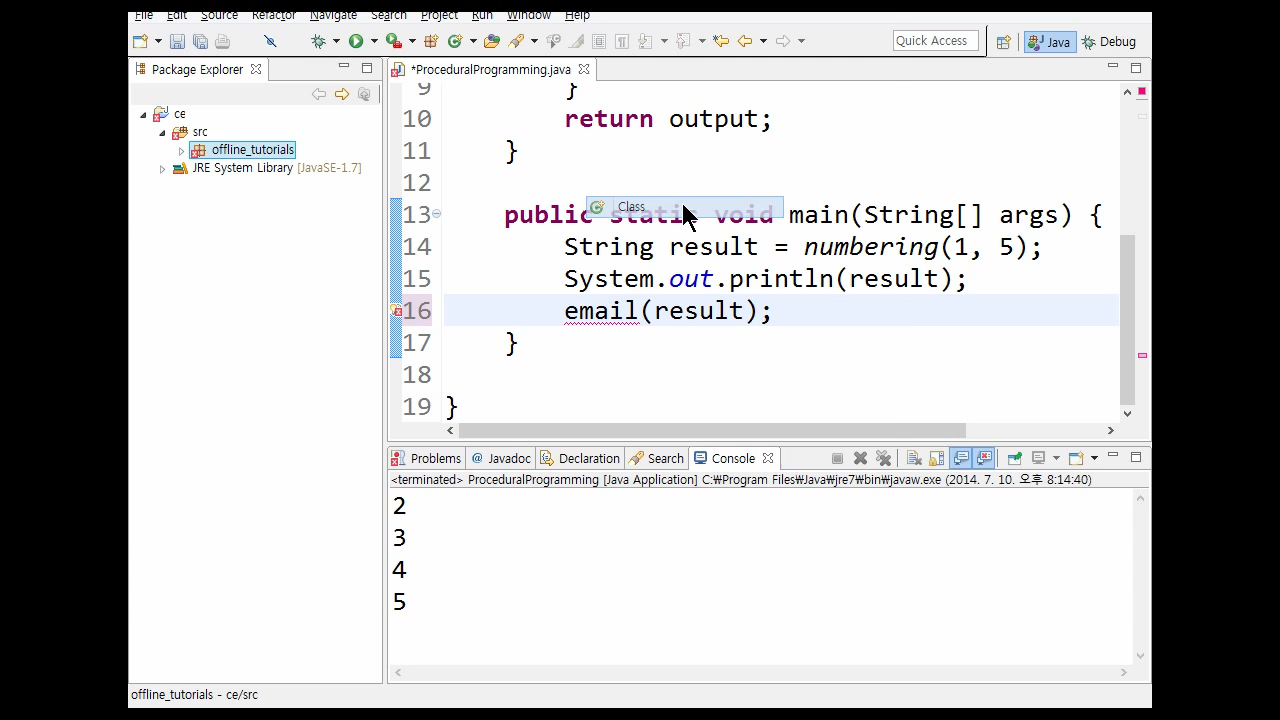 File Edit Source Refactor Navigate Search Project Run Window Help
Quick Access
Java
Debug
Package Explorer
*ProceduralProgramming.java
ce
src
offline_tutorials
JRE System Library [JavaSE-1.7]
9 }
10 return output;
11 }
12
13 public static void main(String[] args) {
Class
14 String result = numbering(1, 5);
15 System.out.println(result);
16 email(result);
17 }
18
19 }
Problems @ Javadoc Declaration Search Console
<terminated> ProceduralProgramming [Java Application] C:₩Program Files₩Java₩jre7₩bin₩javaw.exe (2014. 7. 10. 오후 8:14:40)
2
3
4
5
offline_tutorials - ce/src